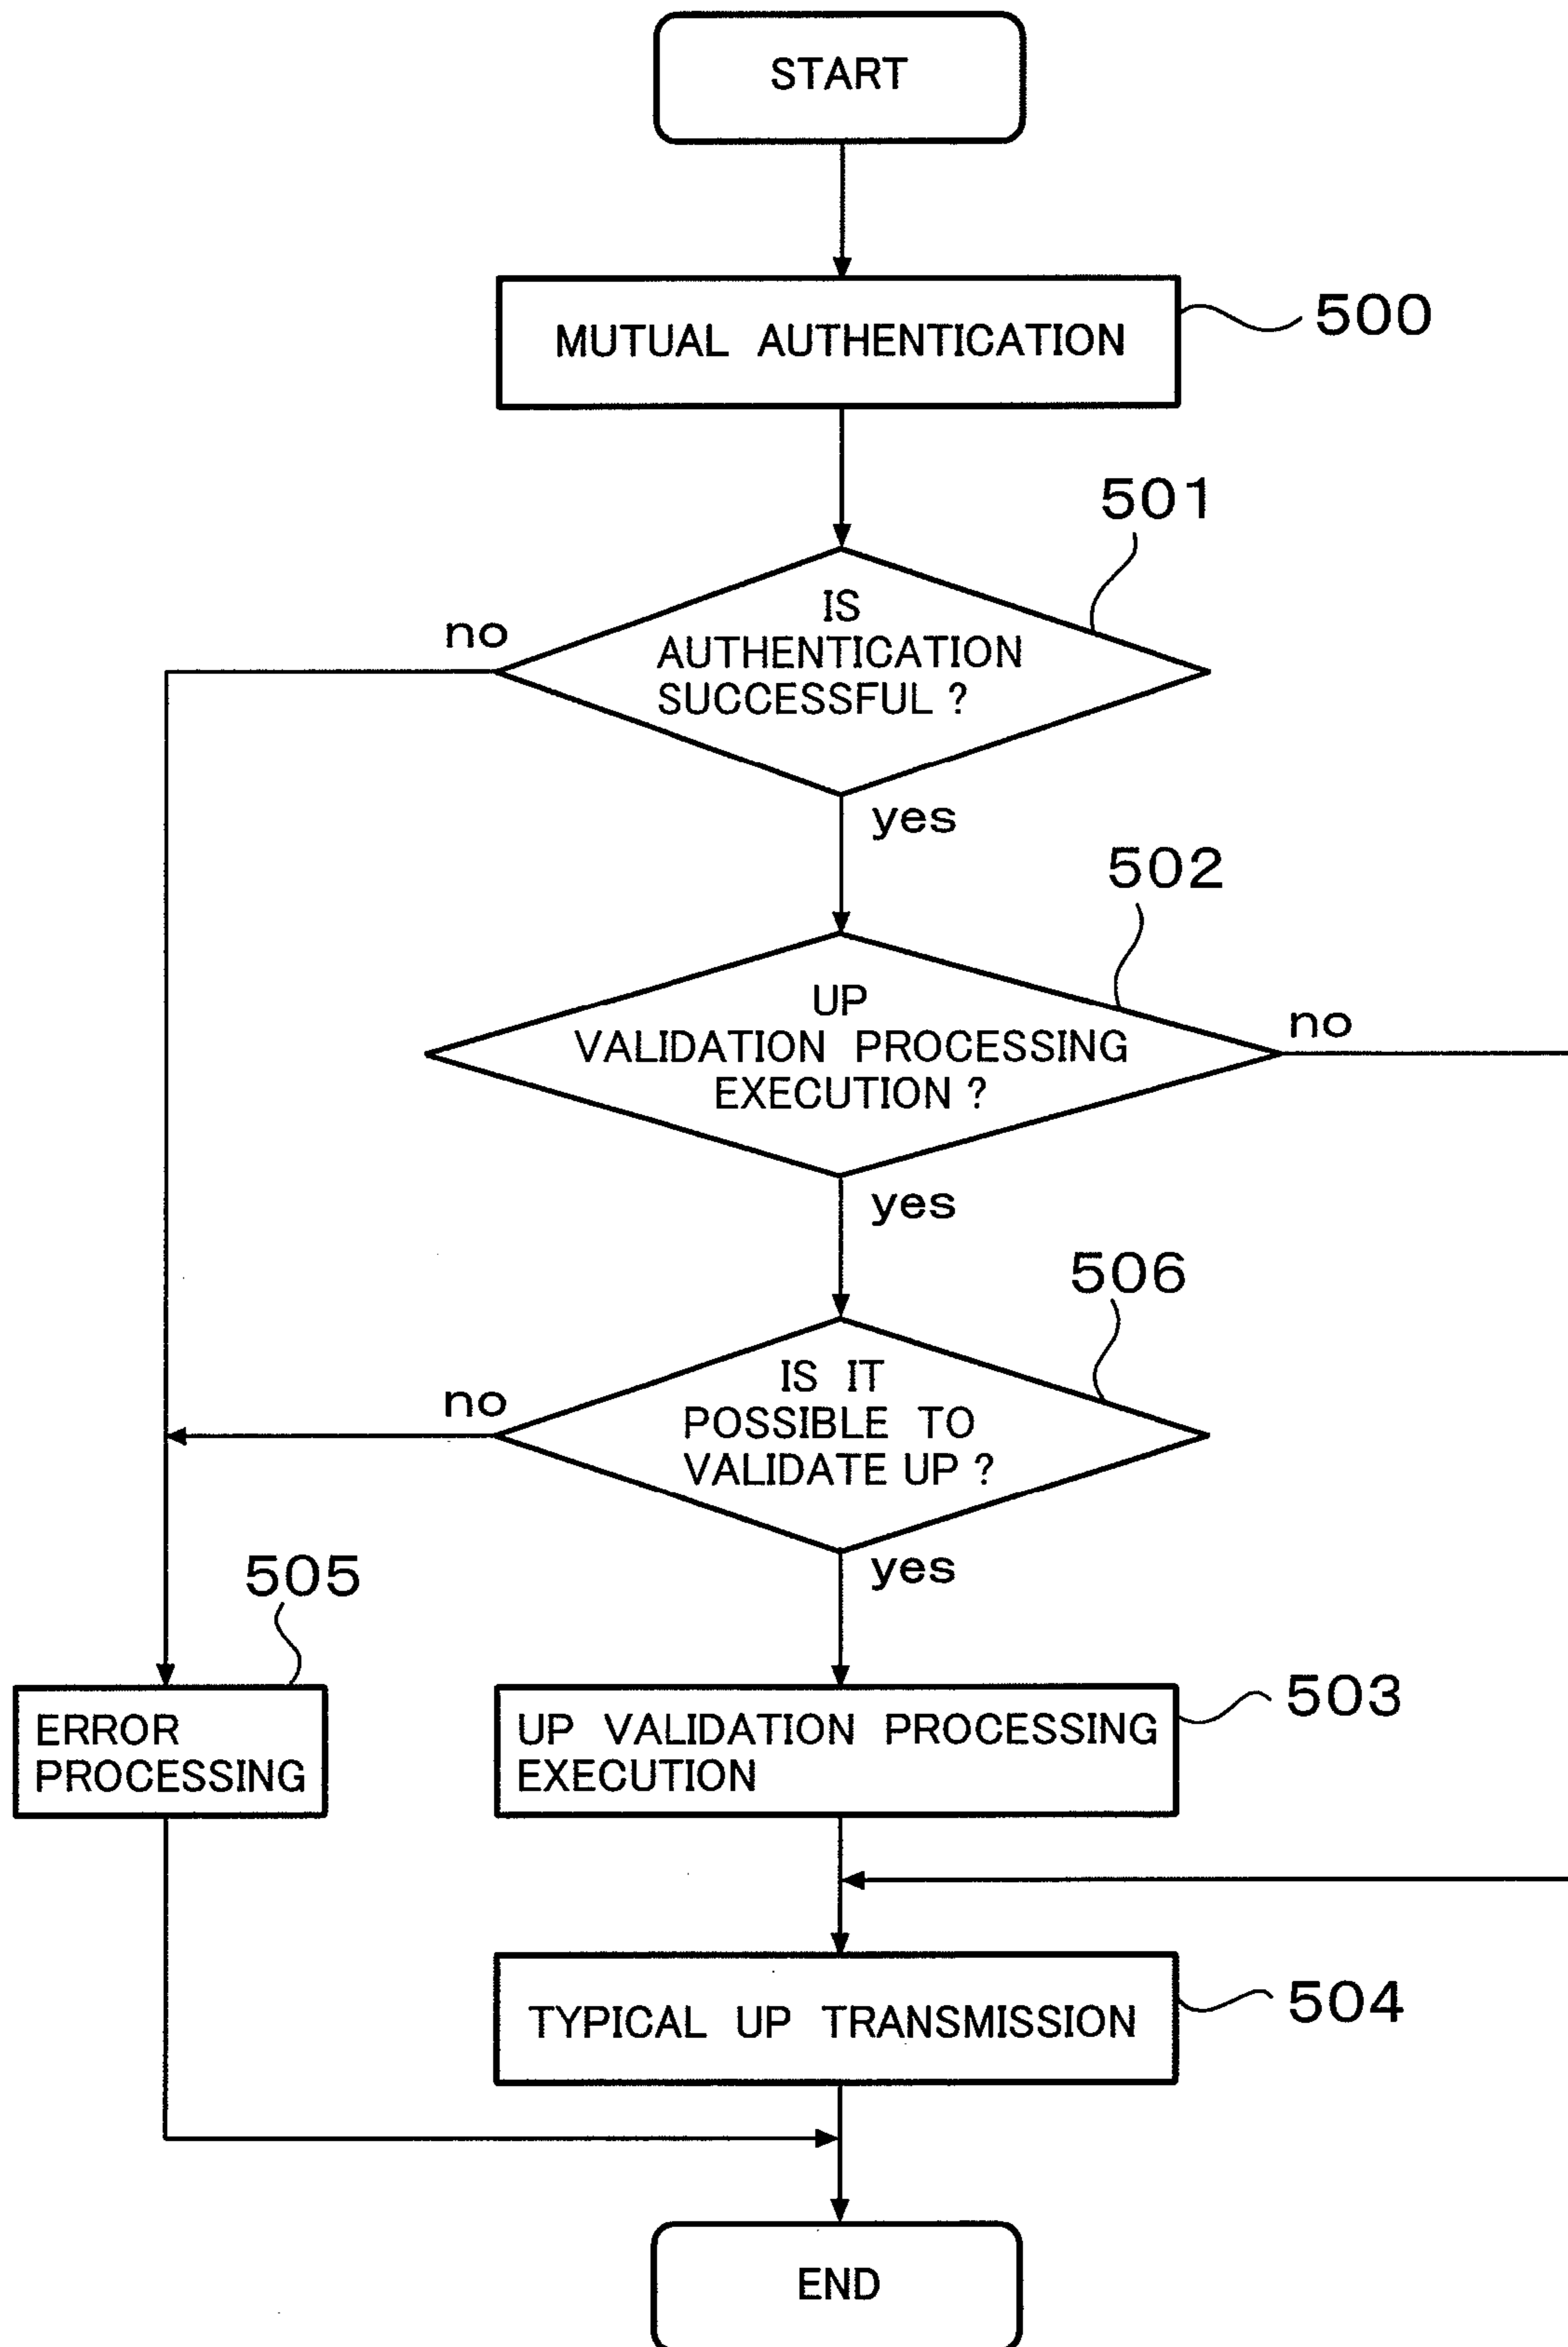 START
MUTUAL AUTHENTICATION
500
501
IS
AUTHENTICATION
SUCCESSFUL ?
no
yes
502
UP
VALIDATION PROCESSING
EXECUTION ?
no
yes
506
IS IT
POSSIBLE TO
VALIDATE UP ?
no
yes
505
ERROR
PROCESSING
503
UP VALIDATION PROCESSING
EXECUTION
504
TYPICAL UP TRANSMISSION
END